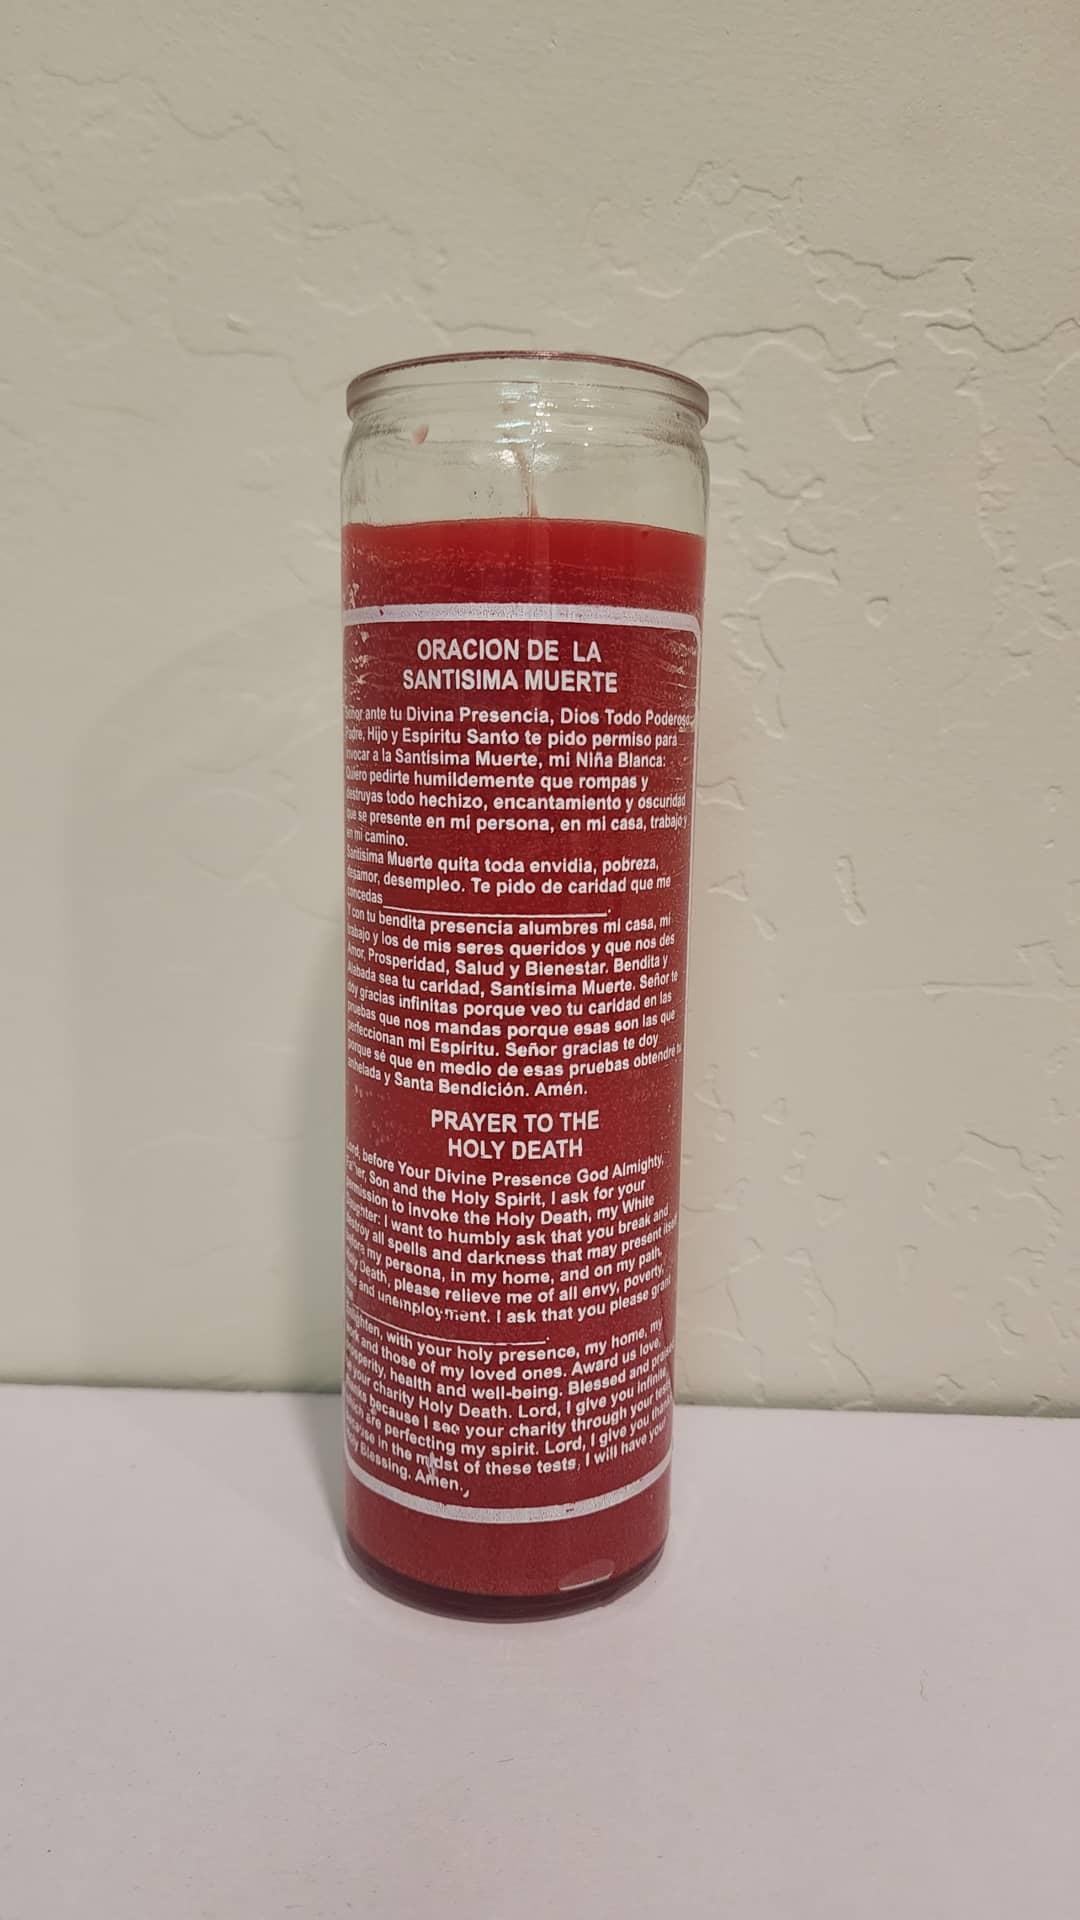 ORACION DE LA
SANTISIMA MUERTE
Señor ante tu Divina Presencia, Dios Todo Poderoso,
Padre, Hijo y Espíritu Santo te pido permiso para
invocar a la Santísima Muerte, mi Niña Blanca:
Quiero pedirte humildemente que rompas y
destruyas todo hechizo, encantamiento y oscuridad
que se presente en mi persona, en mi casa, trabajo y
en mi camino.
Santísima Muerte quita toda envidia, pobreza,
desamor, desempleo. Te pido de caridad que me
concedas____________________.
Y con tu bendita presencia alumbres mi casa, mi
trabajo y los de mis seres queridos y que nos des
Amor, Prosperidad, Salud y Bienestar. Bendita y
Alabada sea tu caridad, Santísima Muerte. Señor te
doy gracias infinitas porque veo tu caridad en las
pruebas que nos mandas porque esas son las que
perfeccionan mi Espíritu. Señor gracias te doy
porque sé que en medio de esas pruebas obtendré tu
anhelada y Santa Bendición. Amén.
PRAYER TO THE
HOLY DEATH
Lord, before Your Divine Presence God Almighty,
Father, Son and the Holy Spirit, I ask for your
permission to invoke the Holy Death, my White
Daughter: I want to humbly ask that you break and
destroy all spells and darkness that may present itself
before my persona, in my home, and on my path.
Holy Death, please relieve me of all envy, poverty,
hate and unemployment. I ask that you please grant
me____________________.
Enlighten, with your holy presence, my home, my
work and those of my loved ones. Award us love,
prosperity, health and well-being. Blessed and praised
be your charity Holy Death. Lord, I give you infinite
thanks because I see your charity through your tests
which are perfecting my spirit. Lord, I give you thanks
because in the midst of these tests, I will have your
Holy Blessing. Amen.